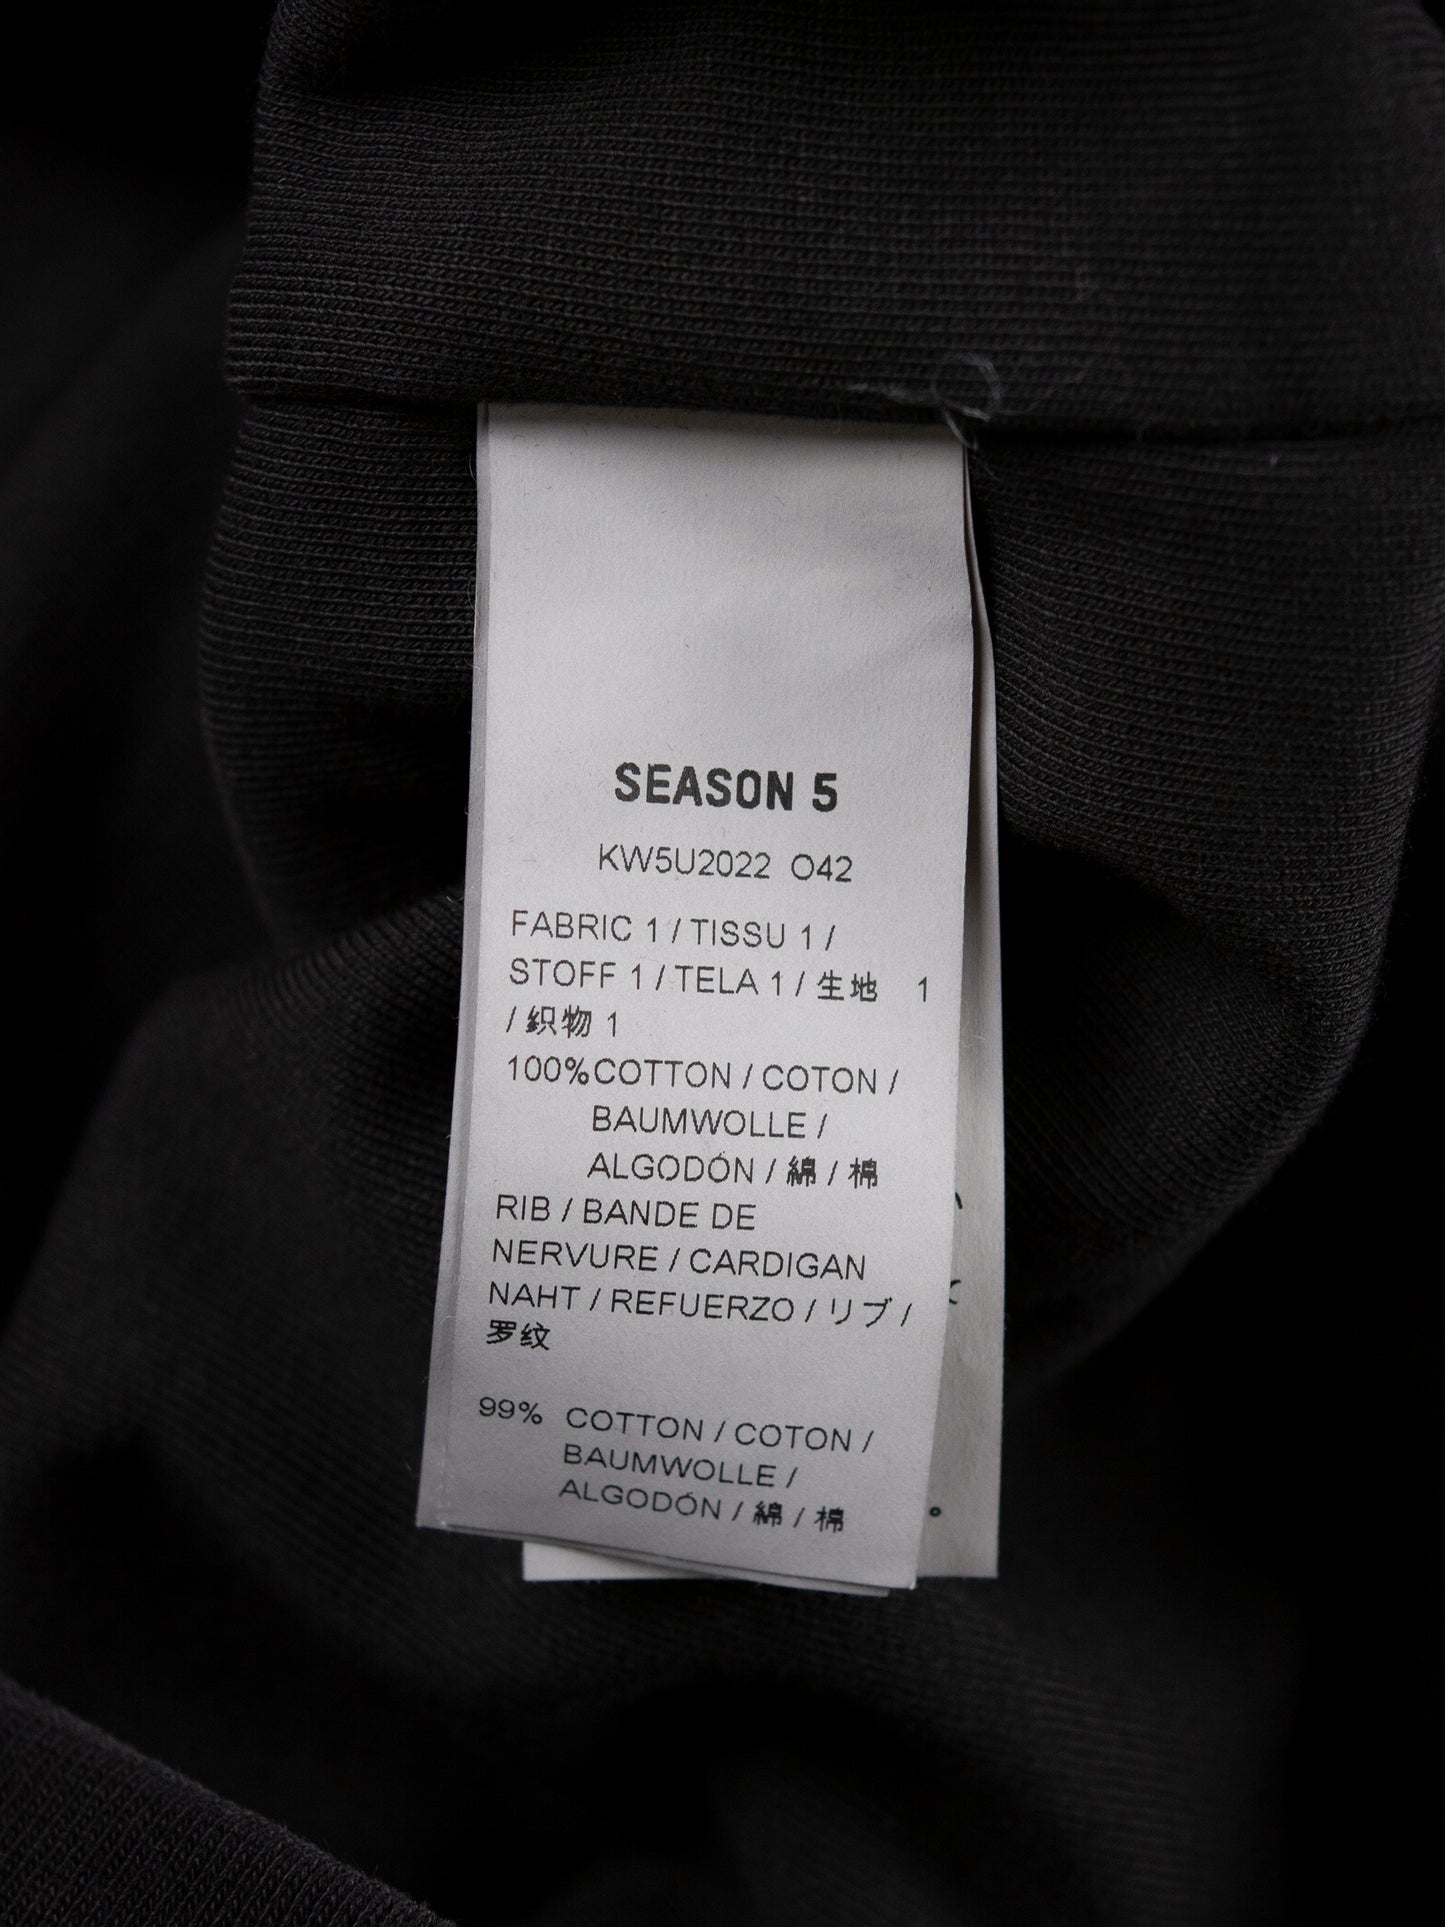 SEASON 5
KW5U2022 O42
FABRIC 1 / TISSU 1 /
STOFF 1 / TELA 1 / 生地 1
/ 织物 1
100%COTTON / COTON /
BAUMWOLLE /
ALGODÓN / 綿 / 棉
RIB / BANDE DE
NERVURE / CARDIGAN
NAHT / REFUERZO / リブ /
罗纹
99% COTTON / COTON /
BAUMWOLLE /
ALGODÓN / 綿 / 棉